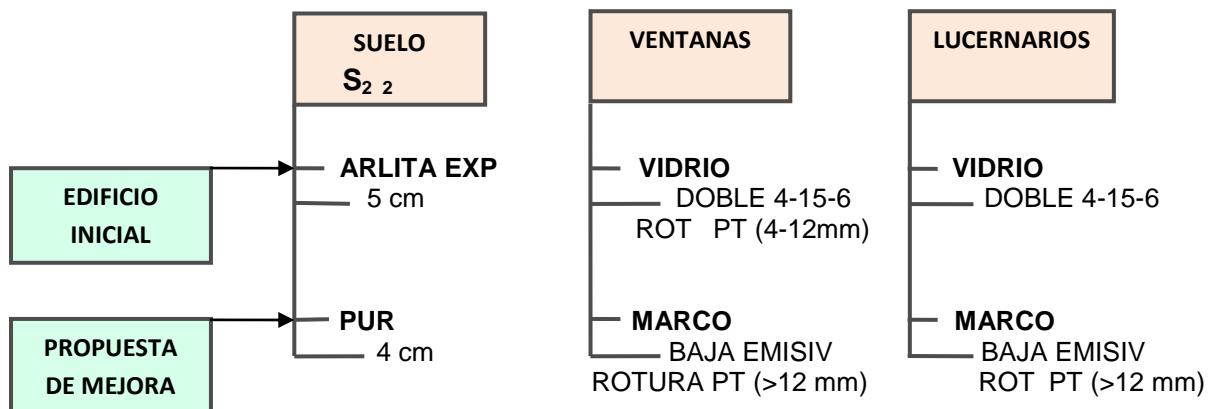 SUELO
S2 2
VENTANAS
LUCERNARIOS
EDIFICIO
INICIAL
ARLITA EXP
5 cm
VIDRIO
DOBLE 4-15-6
ROT PT (4-12mm)
VIDRIO
DOBLE 4-15-6
PROPUESTA
DE MEJORA
PUR
4 cm
MARCO
BAJA EMISIV
ROTURA PT (>12 mm)
MARCO
BAJA EMISIV
ROT PT (>12 mm)